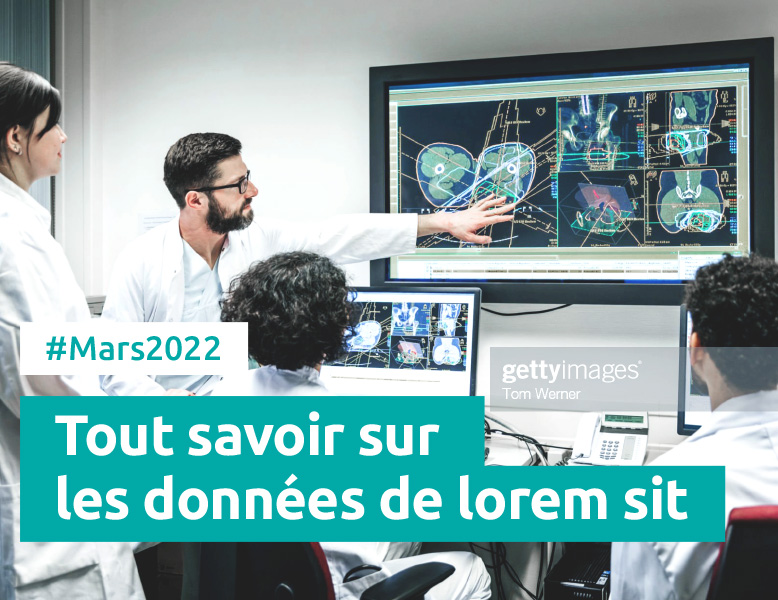 #Mars2022
gettyimages®
Tom Werner
Tout savoir sur
les données de lorem sit